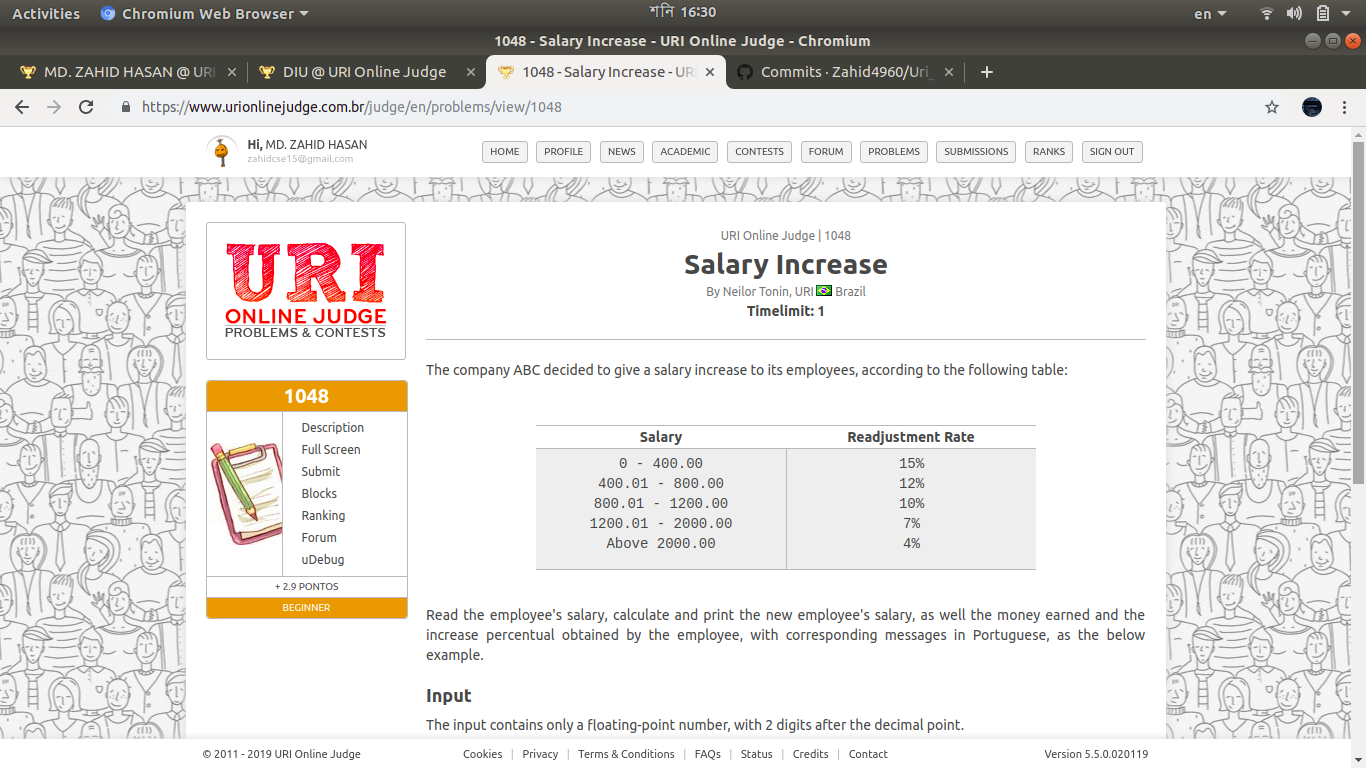 Activities Chromium Web Browser শনি 16:30 en
1048 - Salary Increase - URI Online Judge - Chromium
MD. ZAHID HASAN @ URI DIU @ URI Online Judge 1048 - Salary Increase - URI Commits · Zahid4960/Uri_
https://www.urionlinejudge.com.br/judge/en/problems/view/1048
Hi, MD. ZAHID HASAN
zahidcse15@gmail.com
HOME PROFILE NEWS ACADEMIC CONTESTS FORUM PROBLEMS SUBMISSIONS RANKS SIGN OUT
URI
ONLINE JUDGE
PROBLEMS & CONTESTS
1048
Description
Full Screen
Submit
Blocks
Ranking
Forum
uDebug
+ 2.9 PONTOS
BEGINNER
URI Online Judge | 1048
Salary Increase
By Neilor Tonin, URI Brazil
Timelimit: 1
The company ABC decided to give a salary increase to its employees, according to the following table:
Salary Readjustment Rate
0 - 400.00 15%
400.01 - 800.00 12%
800.01 - 1200.00 10%
1200.01 - 2000.00 7%
Above 2000.00 4%
Read the employee's salary, calculate and print the new employee's salary, as well the money earned and the
increase percentual obtained by the employee, with corresponding messages in Portuguese, as the below
example.
Input
The input contains only a floating-point number, with 2 digits after the decimal point.
© 2011 - 2019 URI Online Judge Cookies | Privacy | Terms & Conditions | FAQs | Status | Credits | Contact Version 5.5.0.020119